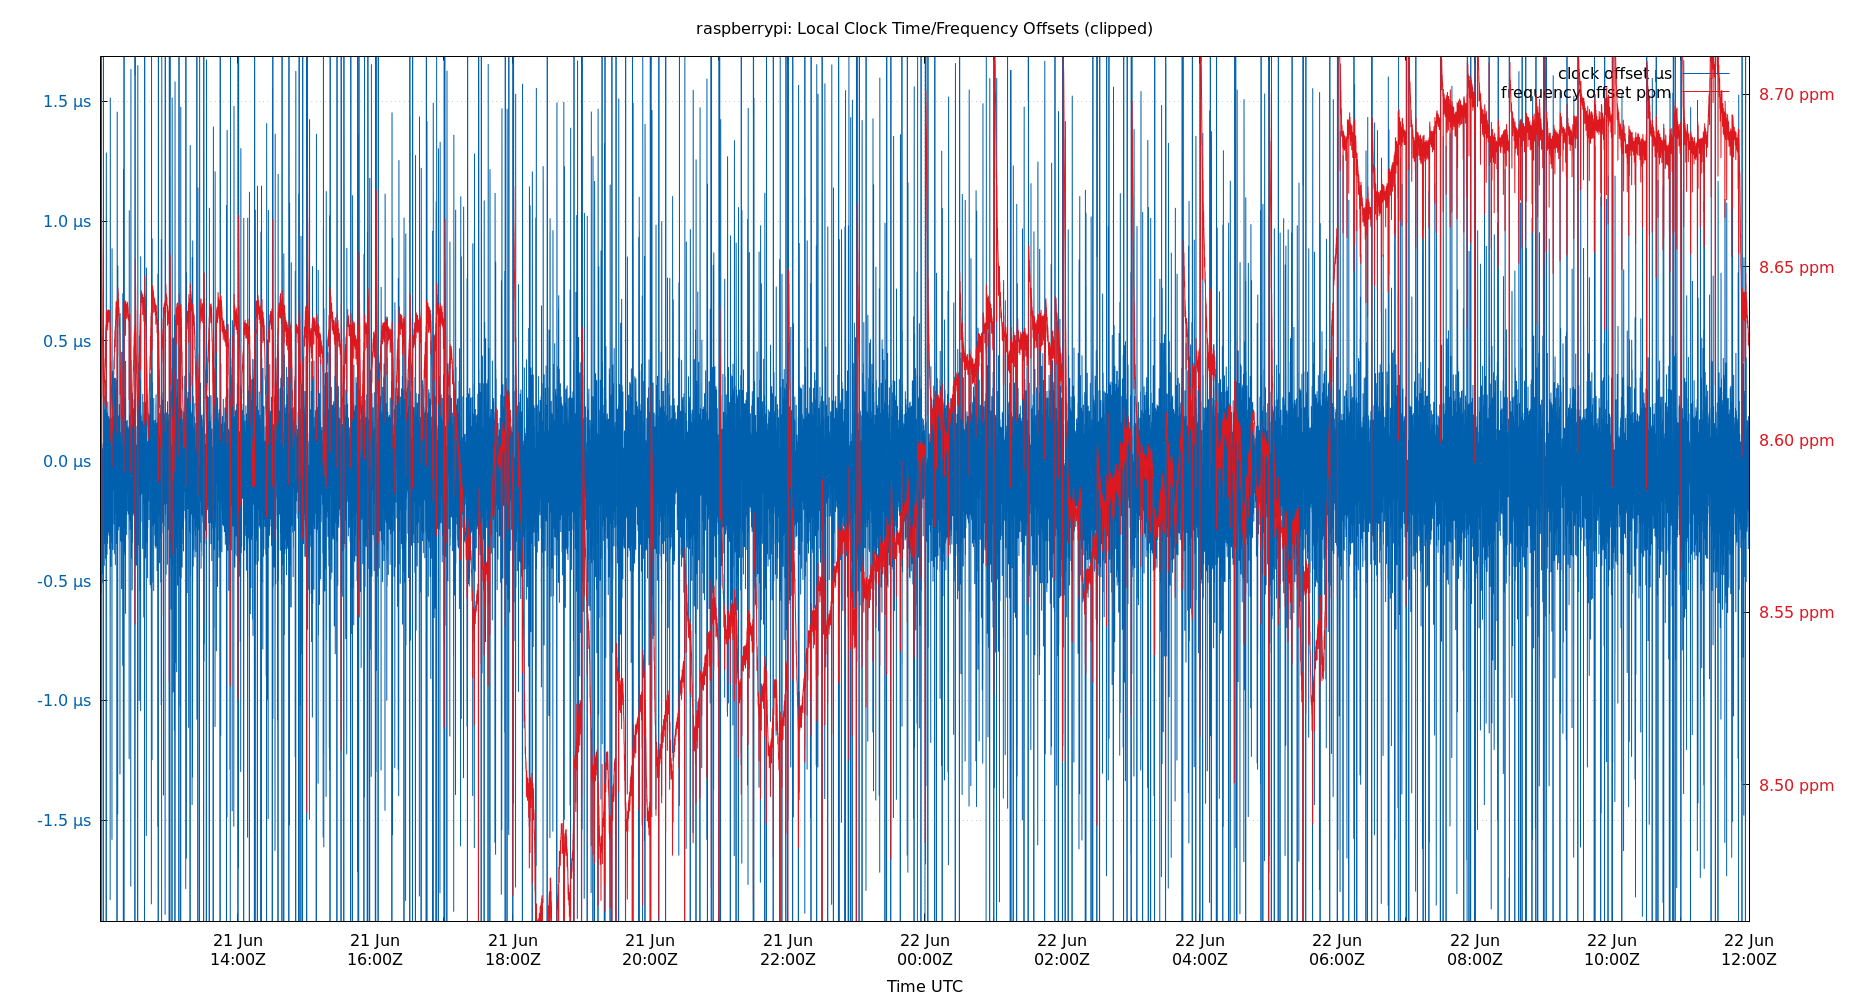 raspberrypi: Local Clock Time/Frequency Offsets (clipped)
clock offset µs
frequency offset ppm
1.5 µs
1.0 µs
0.5 µs
0.0 µs
-0.5 µs
-1.0 µs
-1.5 µs
8.70 ppm
8.65 ppm
8.60 ppm
8.55 ppm
8.50 ppm
21 Jun 21 Jun 21 Jun 21 Jun 21 Jun 22 Jun 22 Jun 22 Jun 22 Jun 22 Jun 22 Jun 22 Jun
14:00Z 16:00Z 18:00Z 20:00Z 22:00Z 00:00Z 02:00Z 04:00Z 06:00Z 08:00Z 10:00Z 12:00Z
Time UTC